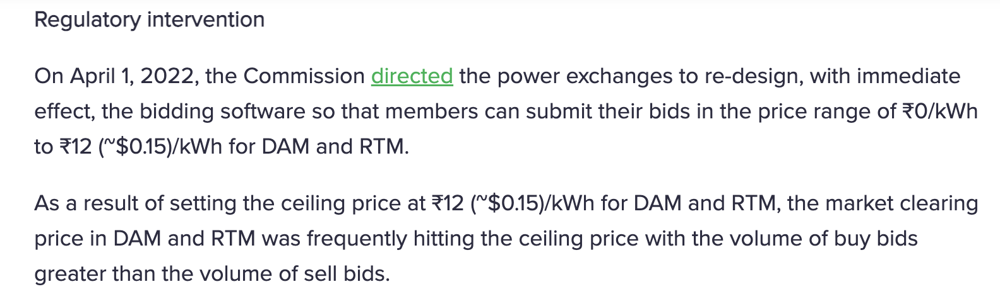 Regulatory intervention
On April 1, 2022, the Commission directed the power exchanges to re-design, with immediate
effect, the bidding software so that members can submit their bids in the price range of ₹0/kWh
to ₹12 (~$0.15)/kWh for DAM and RTM.
As a result of setting the ceiling price at ₹12 (~$0.15)/kWh for DAM and RTM, the market clearing
price in DAM and RTM was frequently hitting the ceiling price with the volume of buy bids
greater than the volume of sell bids.